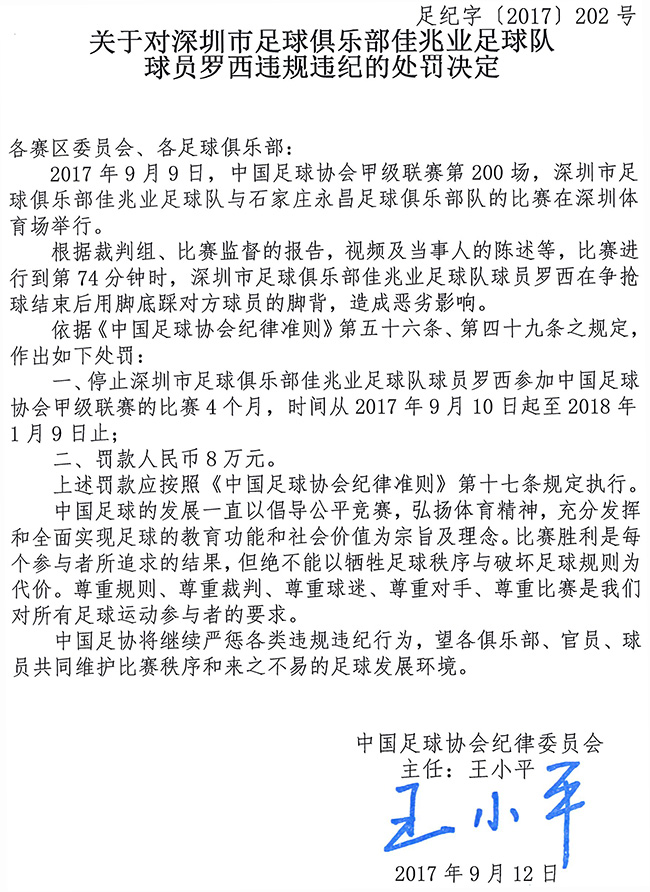 足纪字〔2017〕202号
关于对深圳市足球俱乐部佳兆业足球队
球员罗西违规违纪的处罚决定
各赛区委员会、各足球俱乐部：
2017年9月9日，中国足球协会甲级联赛第200场，深圳市足
球俱乐部佳兆业足球队与石家庄永昌足球俱乐部队的比赛在深圳体
育场举行。
根据裁判组、比赛监督的报告，视频及当事人的陈述等，比赛进
行到第74分钟时，深圳市足球俱乐部佳兆业足球队球员罗西在争抢
球结束后用脚底踩对方球员的脚背，造成恶劣影响。
依据《中国足球协会纪律准则》第五十六条、第四十九条之规定，
作出如下处罚：
一、停止深圳市足球俱乐部佳兆业足球队球员罗西参加中国足球
协会甲级联赛的比赛4个月，时间从2017年9月10日起至2018年
1月9日止；
二、罚款人民币8万元。
上述罚款应按照《中国足球协会纪律准则》第十七条规定执行。
中国足球的发展一直以倡导公平竞赛，弘扬体育精神，充分发挥
和全面实现足球的教育功能和社会价值为宗旨及理念。比赛胜利是每
个参与者所追求的结果，但绝不能以牺牲足球秩序与破坏足球规则为
代价。尊重规则、尊重裁判、尊重球迷、尊重对手、尊重比赛是我们
对所有足球运动参与者的要求。
中国足协将继续严惩各类违规违纪行为，望各俱乐部、官员、球
员共同维护比赛秩序和来之不易的足球发展环境。
中国足球协会纪律委员会
主任：王小平
王小平
2017年9月12日